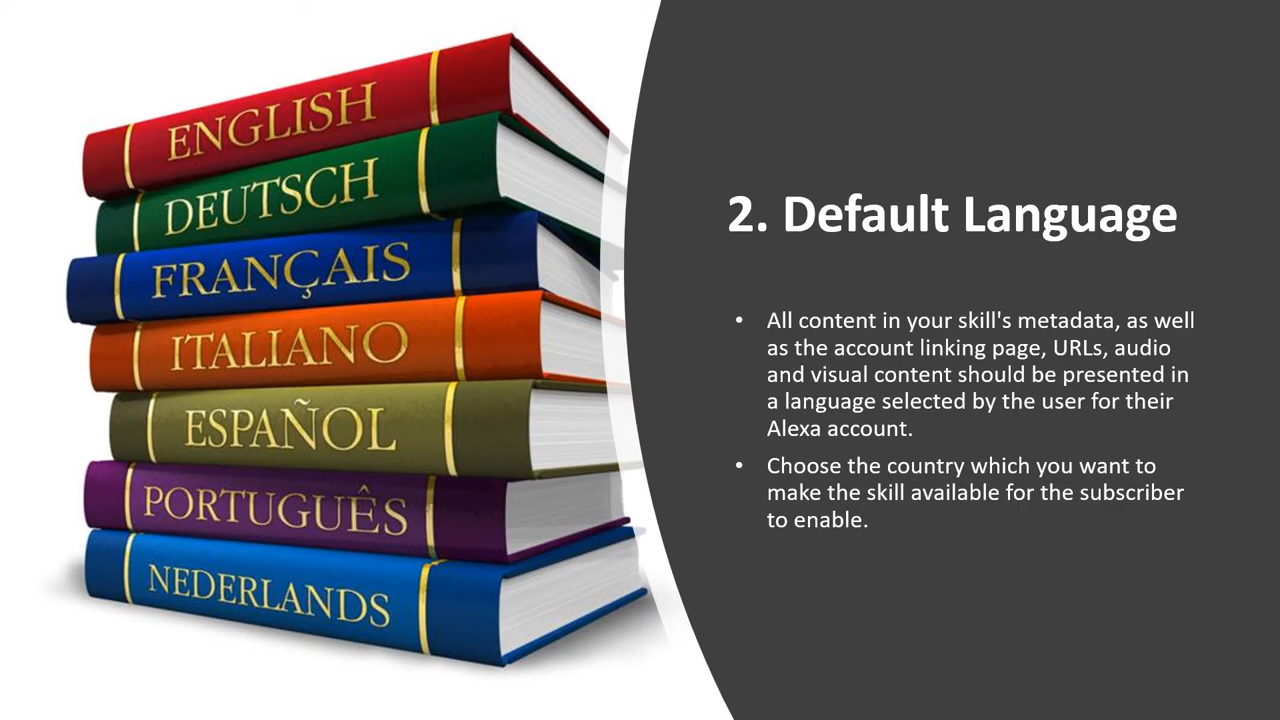 ENGLISH
DEUTSCH
FRANÇAIS
ITALIANO
ESPAÑOL
PORTUGUÊS
NEDERLANDS
2. Default Language
• All content in your skill's metadata, as well
as the account linking page, URLs, audio
and visual content should be presented in
a language selected by the user for their
Alexa account.
• Choose the country which you want to
make the skill available for the subscriber
to enable.